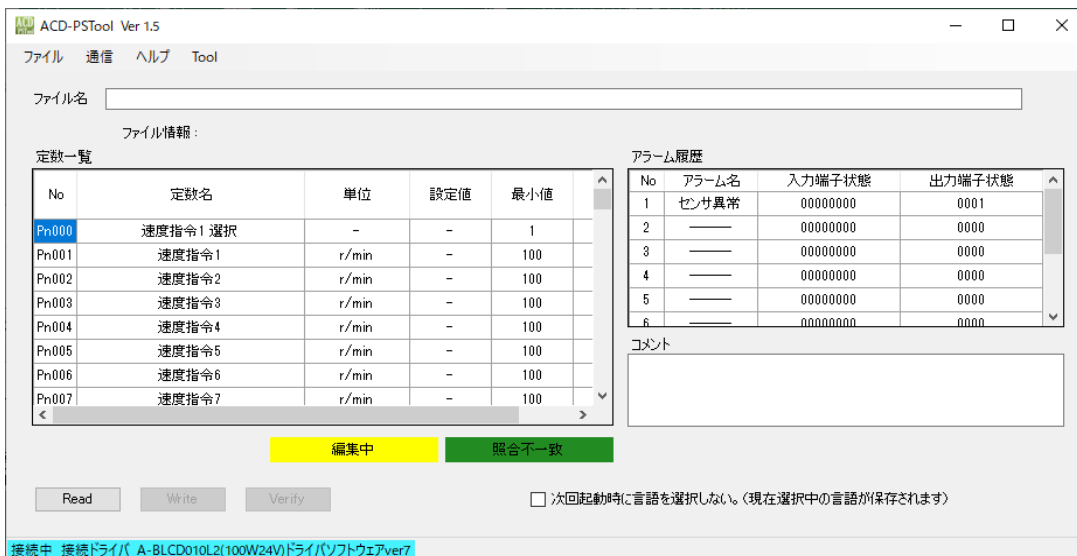 ACD-PSTool Ver 1.5
ファイル 通信 ヘルプ Tool
ファイル名
ファイル情報 :
定数一覧
No 定数名 単位 設定値 最小値
Pn000 速度指令1 選択 - - 1
Pn001 速度指令1 r/min - 100
Pn002 速度指令2 r/min - 100
Pn003 速度指令3 r/min - 100
Pn004 速度指令4 r/min - 100
Pn005 速度指令5 r/min - 100
Pn006 速度指令6 r/min - 100
Pn007 速度指令7 r/min - 100
アラーム履歴
No アラーム名 入力端子状態 出力端子状態
1 センサ異常 00000000 0001
2 ――― 00000000 0000
3 ――― 00000000 0000
4 ――― 00000000 0000
5 ――― 00000000 0000
6 ――― 00000000 0000
コメント
編集中 照合不一致
Read Write Verify
次回起動時に言語を選択しない。(現在選択中の言語が保存されます)
接続中 接続ドライバ A-BLCD010L2(100W24V)ドライバソフトウェアver7